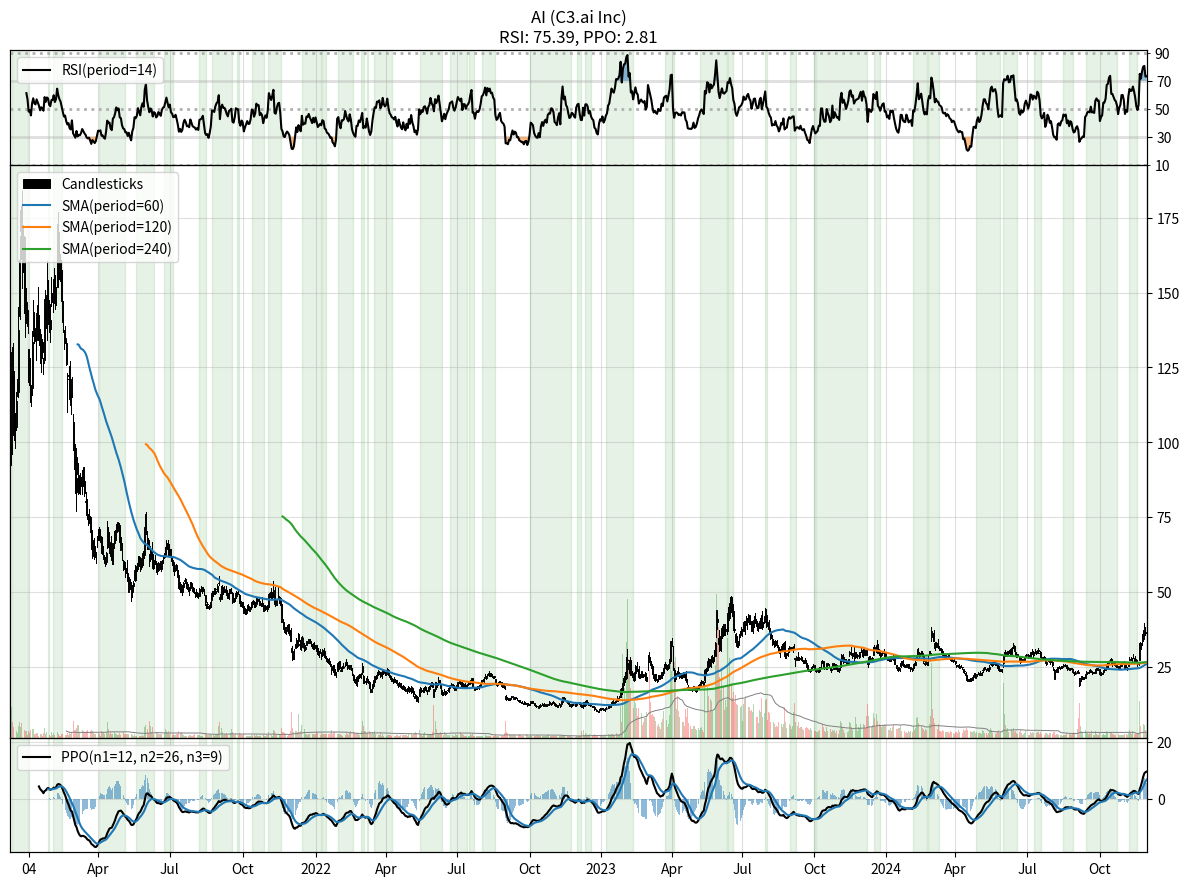 AI (C3.ai Inc)
RSI: 75.39, PPO: 2.81
RSI(period=14)
90
70
50
30
10
Candlesticks
SMA(period=60)
SMA(period=120)
SMA(period=240)
175
150
125
100
75
50
25
PPO(n1=12, n2=26, n3=9)
20
0
04 Apr Jul Oct 2022 Apr Jul Oct 2023 Apr Jul Oct 2024 Apr Jul Oct